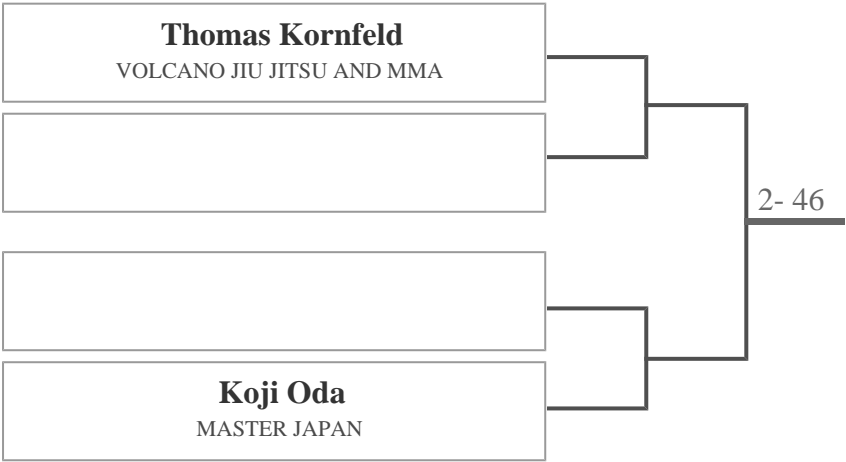 Thomas Kornfeld
VOLCANO JIU JITSU AND MMA
2- 46
Koji Oda
MASTER JAPAN